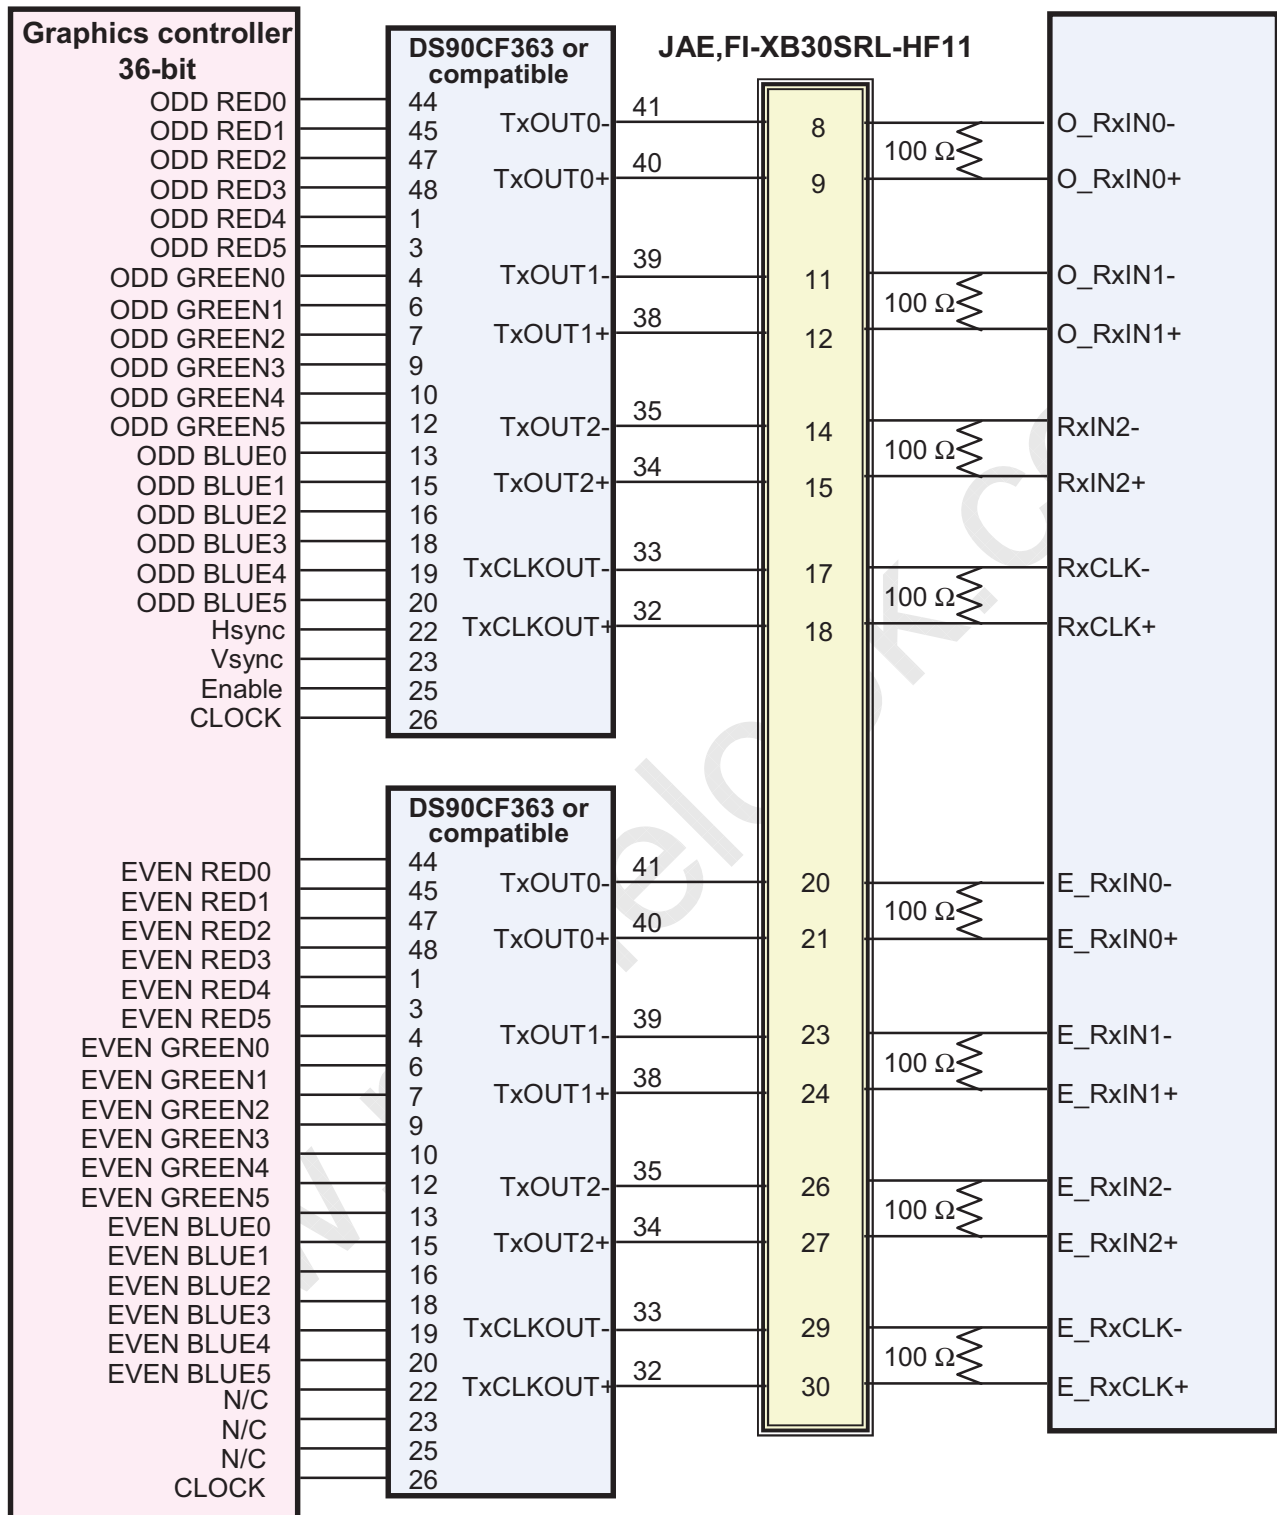 Graphics controller
36-bit
ODD RED0
ODD RED1
ODD RED2
ODD RED3
ODD RED4
ODD RED5
ODD GREEN0
ODD GREEN1
ODD GREEN2
ODD GREEN3
ODD GREEN4
ODD GREEN5
ODD BLUE0
ODD BLUE1
ODD BLUE2
ODD BLUE3
ODD BLUE4
ODD BLUE5
Hsync
Vsync
Enable
CLOCK
EVEN RED0
EVEN RED1
EVEN RED2
EVEN RED3
EVEN RED4
EVEN RED5
EVEN GREEN0
EVEN GREEN1
EVEN GREEN2
EVEN GREEN3
EVEN GREEN4
EVEN GREEN5
EVEN BLUE0
EVEN BLUE1
EVEN BLUE2
EVEN BLUE3
EVEN BLUE4
EVEN BLUE5
N/C
N/C
N/C
CLOCK
DS90CF363 or
compatible
44
45
47
48
1
3
4
6
7
9
10
12
13
15
16
18
19
20
22
23
25
26
TxOUT0- 41
TxOUT0+ 40
TxOUT1- 39
TxOUT1+ 38
TxOUT2- 35
TxOUT2+ 34
TxCLKOUT- 33
TxCLKOUT+ 32
DS90CF363 or
compatible
44
45
47
48
1
3
4
6
7
9
10
12
13
15
16
18
19
20
22
23
25
26
TxOUT0- 41
TxOUT0+ 40
TxOUT1- 39
TxOUT1+ 38
TxOUT2- 35
TxOUT2+ 34
TxCLKOUT- 33
TxCLKOUT+ 32
JAE,FI-XB30SRL-HF11
8
9
11
12
14
15
17
18
20
21
23
24
26
27
29
30
100 Ω
100 Ω
100 Ω
100 Ω
100 Ω
100 Ω
100 Ω
100 Ω
O_RxIN0-
O_RxIN0+
O_RxIN1-
O_RxIN1+
RxIN2-
RxIN2+
RxCLK-
RxCLK+
E_RxIN0-
E_RxIN0+
E_RxIN1-
E_RxIN1+
E_RxIN2-
E_RxIN2+
E_RxCLK-
E_RxCLK+